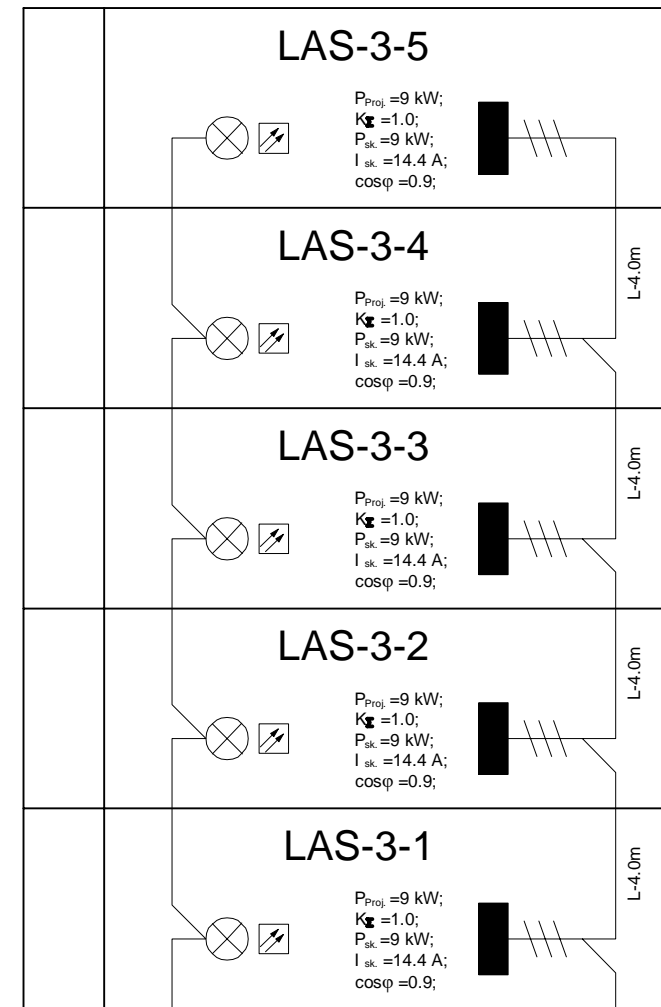 LAS-3-5
PProj. =9 kW;
=1.0;
Psk.=9 kW;
I sk. =14.4 A;
cosφ =0.9;
LAS-3-4
L-4.0m
PProj. =9 kW;
=1.0;
Psk.=9 kW;
I sk. =14.4 A;
cosφ =0.9;
LAS-3-3
L-4.0m
PProj. =9 kW;
=1.0;
Psk.=9 kW;
I sk. =14.4 A;
cosφ =0.9;
LAS-3-2
L-4.0m
PProj. =9 kW;
=1.0;
Psk.=9 kW;
I sk. =14.4 A;
cosφ =0.9;
LAS-3-1
L-4.0m
PProj. =9 kW;
=1.0;
Psk.=9 kW;
I sk. =14.4 A;
cosφ =0.9;